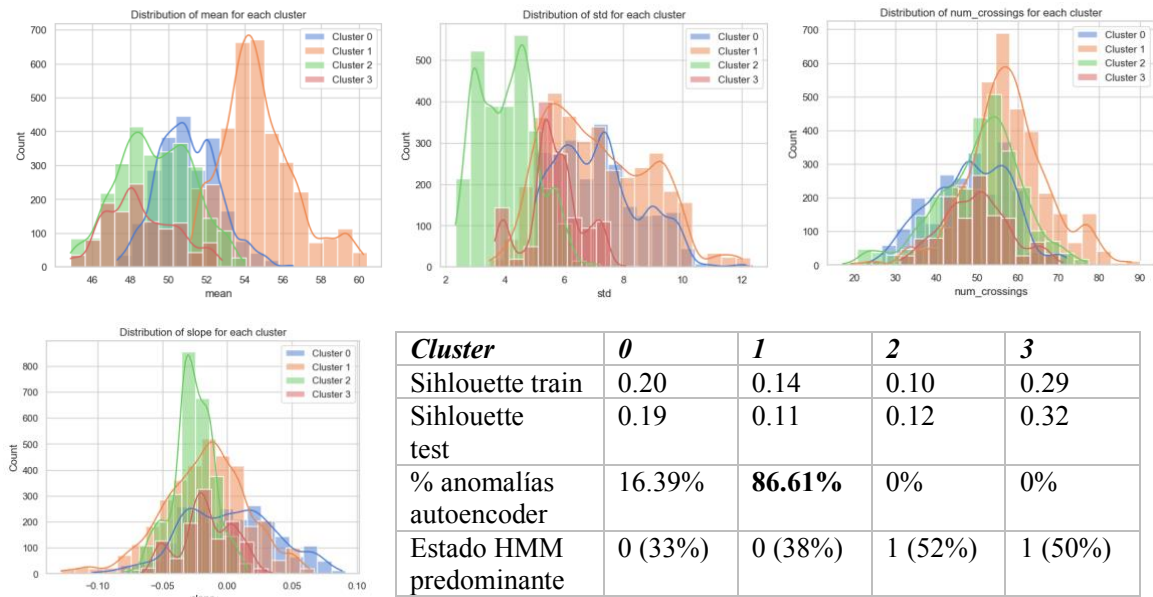 Distribution of mean for each cluster
Count
700
600
500
400
300
200
100
0
46 48 50 52 54 56 58 60
mean
Cluster 0
Cluster 1
Cluster 2
Cluster 3
Distribution of std for each cluster
Count
500
400
300
200
100
0
2 4 6 8 10 12
std
Cluster 0
Cluster 1
Cluster 2
Cluster 3
Distribution of num_crossings for each cluster
Count
700
600
500
400
300
200
100
0
20 30 40 50 60 70 80 90
num_crossings
Cluster 0
Cluster 1
Cluster 2
Cluster 3
Distribution of slope for each cluster
Count
800
700
600
500
400
300
200
100
0
−0.10 −0.05 0.00 0.05 0.10
Cluster 0
Cluster 1
Cluster 2
Cluster 3
Cluster 0 1 2 3
Sihlouette train 0.20 0.14 0.10 0.29
Sihlouette 0.19 0.11 0.12 0.32
test
% anomalías 16.39% 86.61% 0% 0%
autoencoder
Estado HMM 0 (33%) 0 (38%) 1 (52%) 1 (50%)
predominante